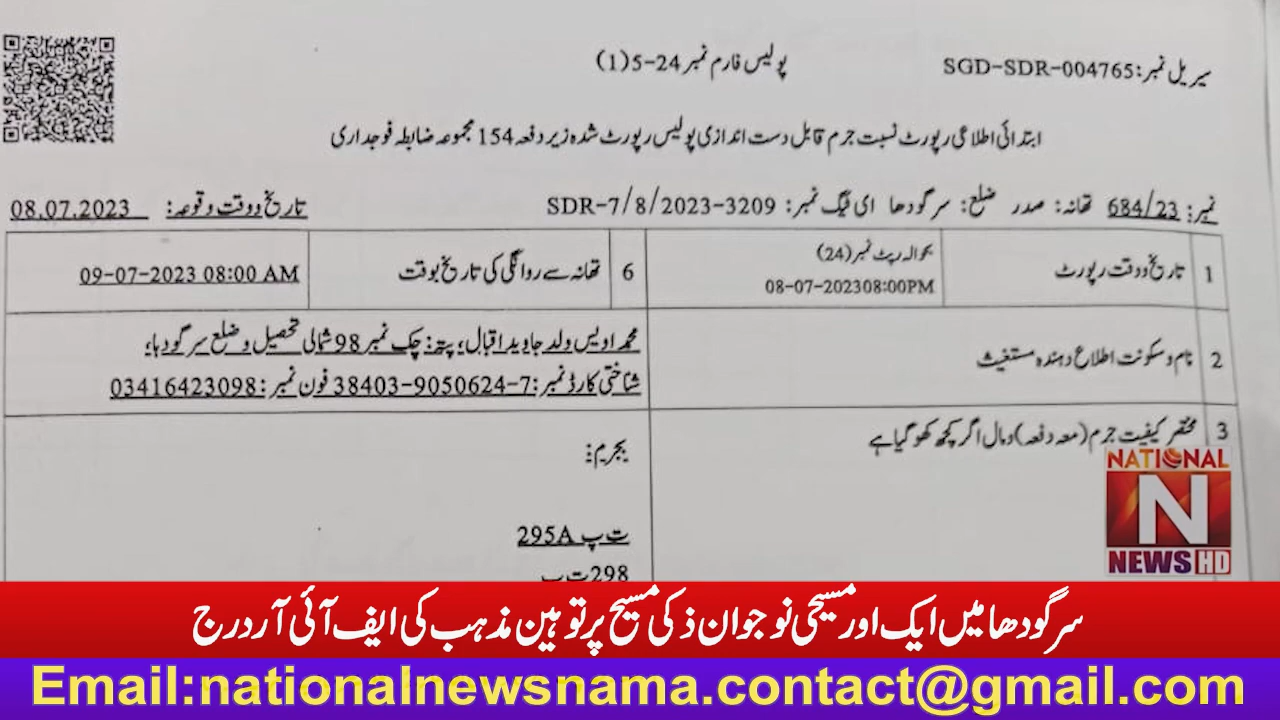 سیریل نمبر: SGD-SDR-004765
پولیس فارم نمبر 24-5(1)
ابتدائی اطلاعی رپورٹ نسبت جرم قابل دست اندازی پولیس رپورٹ شدہ زیر دفعہ 154 مجموعہ ضابطہ فوجداری
نمبر: 684/23 تھانہ: صدر ضلع: سرگودھا ای ٹیگ نمبر: SDR-7/8/2023-3209 تاریخ و وقت وقوعہ: 08.07.2023
1 تاریخ و وقت رپورٹ
بحوالہ رپٹ نمبر (24)
08-07-202308:00PM
6 تھانہ سے روانگی کی تاریخ بوقت
09-07-2023 08:00 AM
2 نام و سکونت اطلاع دہندہ مستغیث
محمد اویس ولد جاوید اقبال، پتہ: چک نمبر 98 شمالی تحصیل و ضلع سرگودہا،
شناختی کارڈ نمبر: 38403-9050624-7 فون نمبر: 03416423098
3 مختصر کیفیت جرم (معہ دفعہ) و مال اگر کچھ کھو گیا ہے
بجرم:
295A ت پ
298 ت پ
NATIONAL
N
NEWS HD
سرگودھا میں ایک اور مسیحی نوجوان ذکی مسیح پر توہین مذہب کی ایف آئی آر درج
Email:nationalnewsnama.contact@gmail.com